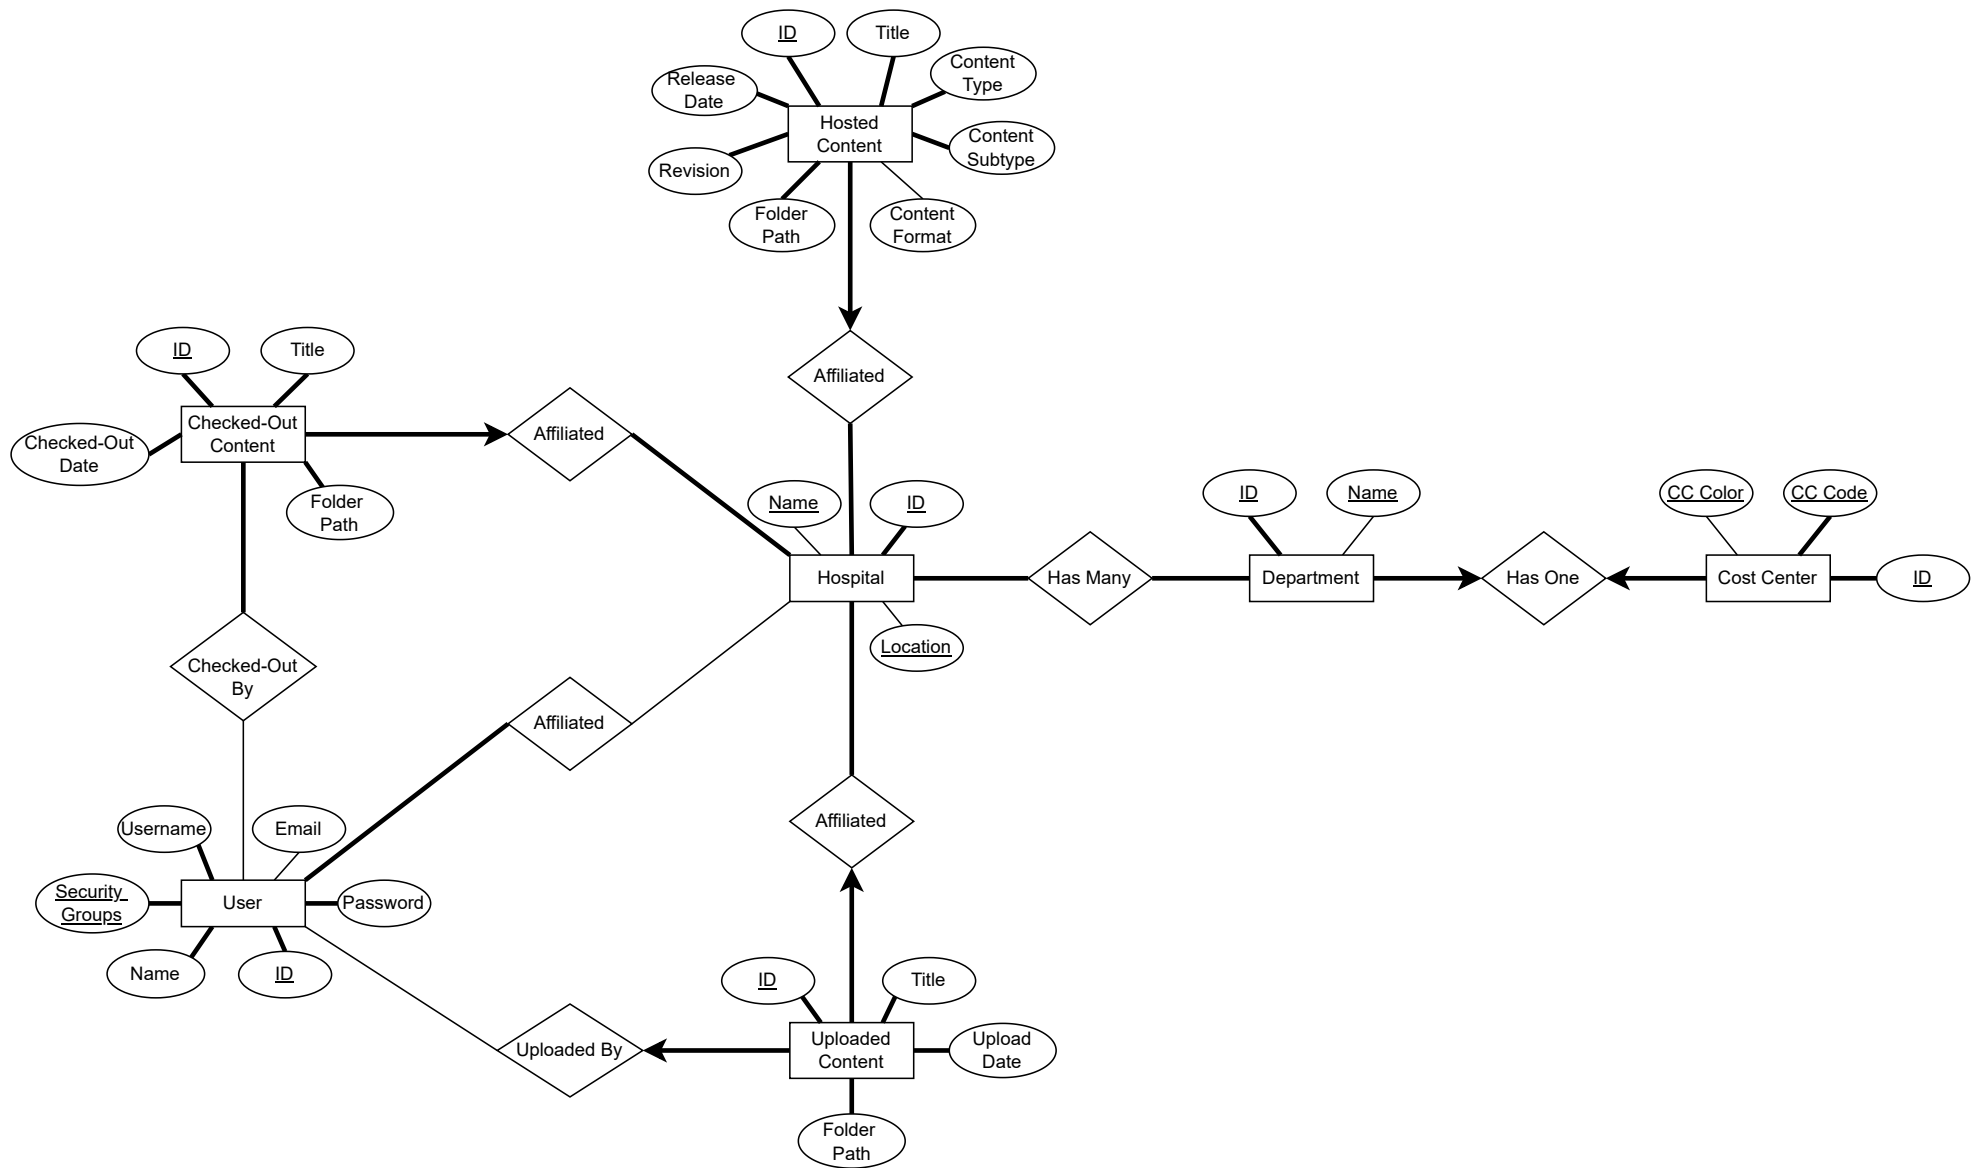 ID
Title
Content
Type
Release
Date
Hosted
Content
Content
Subtype
Revision
Folder
Path
Content
Format
Affiliated
ID
Title
Checked-Out
Content
Checked-Out
Date
Folder
Path
Affiliated
Name
ID
Hospital
Location
Has Many
ID
Name
Department
Has One
CC Color
CC Code
Cost Center
ID
Checked-Out
By
Affiliated
Affiliated
Username
Email
Security
Groups
User
Password
Name
ID
Uploaded By
ID
Title
Uploaded
Content
Upload
Date
Folder
Path